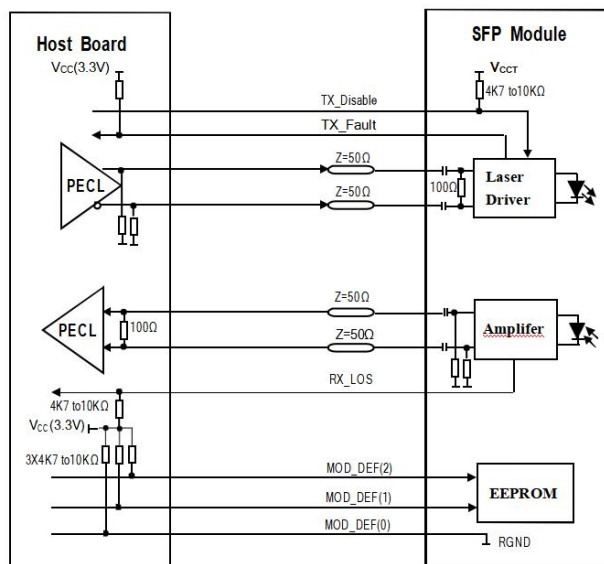 Host Board
SFP Module
VCC(3.3V)
VCCT
4K7 to10KΩ
TX_Disable
TX_Fault
Z=50Ω
PECL
100Ω
Laser
Driver
Z=50Ω
Z=50Ω
PECL
100Ω
Amplifer
Z=50Ω
RX_LOS
4K7 to10KΩ
VCC(3.3V)
3X4K7 to10KΩ
MOD_DEF(2)
EEPROM
MOD_DEF(1)
MOD_DEF(0)
RGND